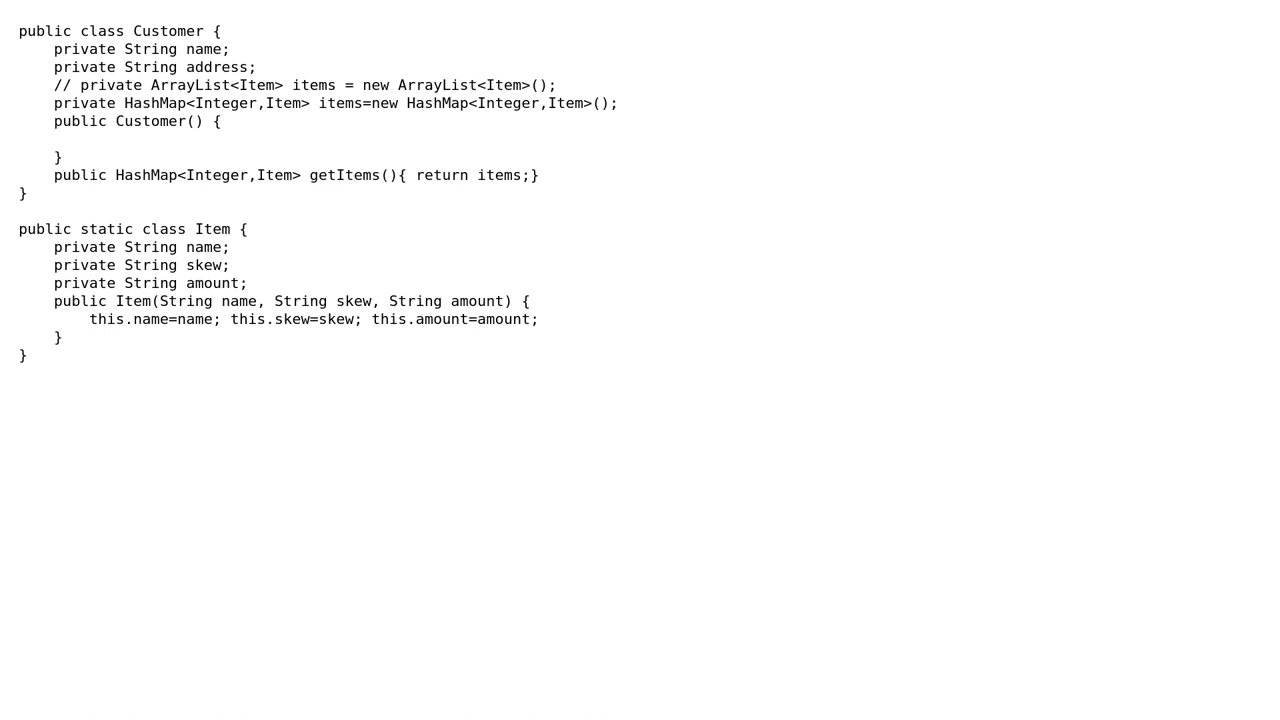 public class Customer {
    private String name;
    private String address;
    // private ArrayList<Item> items = new ArrayList<Item>();
    private HashMap<Integer,Item> items=new HashMap<Integer,Item>();
    public Customer() {

    }
    public HashMap<Integer,Item> getItems(){ return items;}
}

public static class Item {
    private String name;
    private String skew;
    private String amount;
    public Item(String name, String skew, String amount) {
        this.name=name; this.skew=skew; this.amount=amount;
    }
}